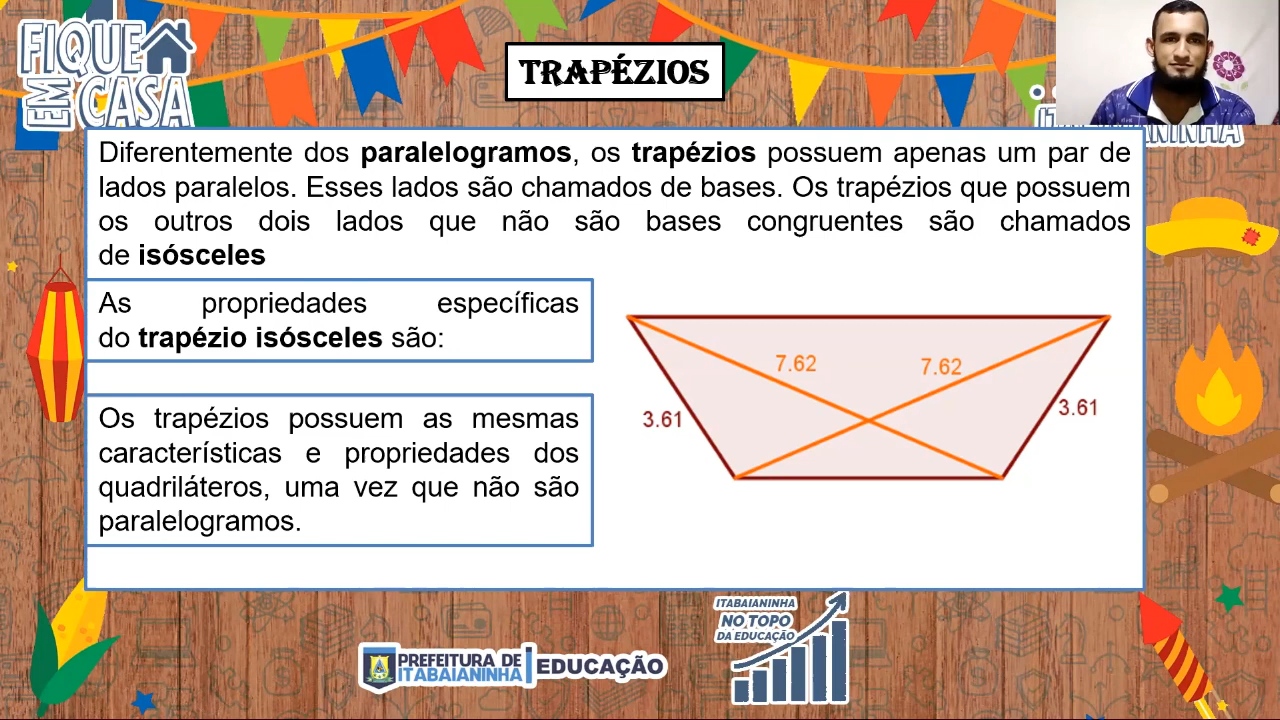 FIQUE
EM CASA
TRAPÉZIOS
Diferentemente dos paralelogramos, os trapézios possuem apenas um par de
lados paralelos. Esses lados são chamados de bases. Os trapézios que possuem
os outros dois lados que não são bases congruentes são chamados
de isósceles
As propriedades específicas
do trapézio isósceles são:
Os trapézios possuem as mesmas
características e propriedades dos
quadriláteros, uma vez que não são
paralelogramos.
7.62
7.62
3.61
3.61
PREFEITURA DE
ITABAIANINHA
EDUCAÇÃO
ITABAIANINHA
NO TOPO
DA EDUCAÇÃO